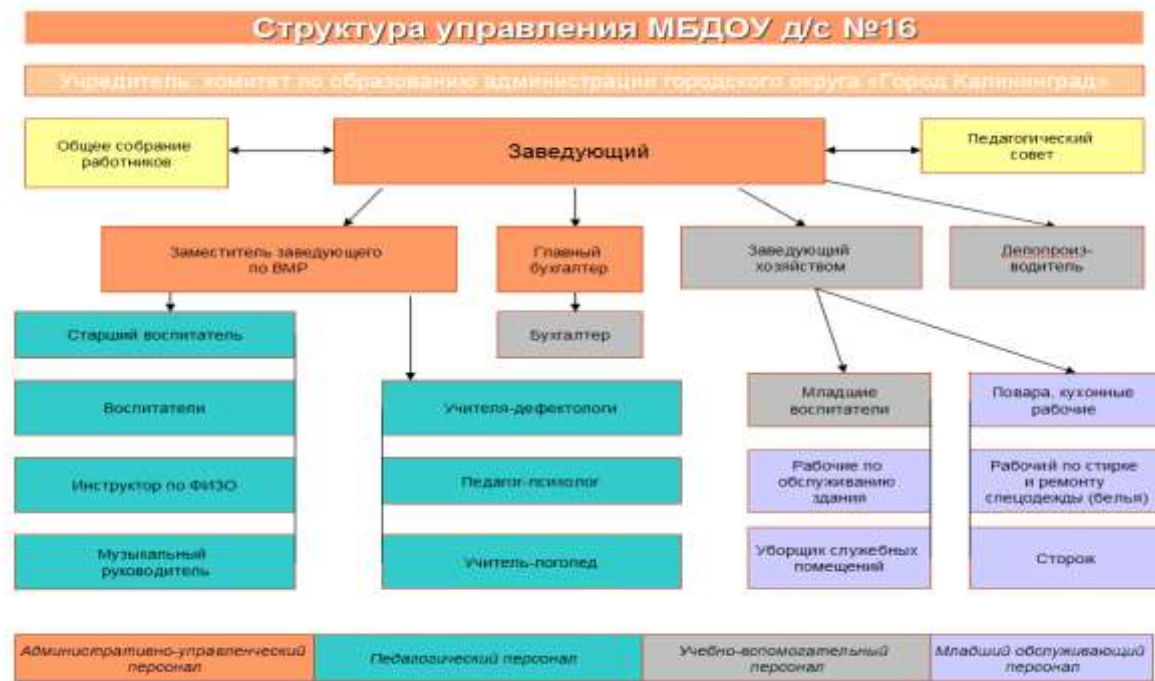 Структура управления МБДОУ д/с №16
Учредитель: комитет по образованию администрации городского округа «Город Калининград»
Общее собрание
работников
Заведующий
Педагогический
совет
Заместитель заведующего
по ВМР
Главный
бухгалтер
Заведующий
хозяйством
Делопроиз-
водитель
Старший воспитатель
Бухгалтер
Воспитатели
Учителя-дефектологи
Младшие
воспитатели
Повара, кухонные
рабочие
Инструктор по ФИЗО
Педагог-психолог
Рабочие по
обслуживанию
здания
Рабочий по стирке
и ремонту
спецодежды (белья)
Музыкальный
руководитель
Учитель-логопед
Уборщик служебных
помещений
Сторож
Административно-управленческий
персонал
Педагогический персонал
Учебно-вспомогательный
персонал
Младший обслуживающий
персонал